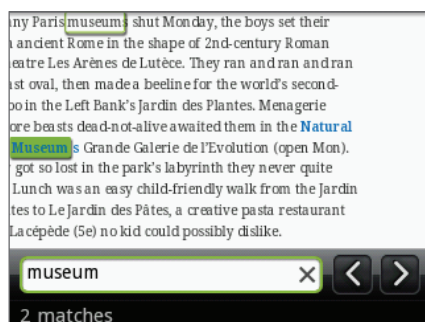 ny Paris museums shut Monday, the boys set their
ancient Rome in the shape of 2nd-century Roman
eatre Les Arènes de Lutèce. They ran and ran and ran
st oval, then made a beeline for the world's second-
oo in the Left Bank's Jardin des Plantes. Menagerie
ore beasts dead-not-alive awaited them in the Natural
Museum s Grande Galerie de l'Evolution (open Mon).
got so lost in the park's labyrinth they never quite
Lunch was an easy child-friendly walk from the Jardin
tes to Le Jardin des Pâtes, a creative pasta restaurant
Lacépède (5e) no kid could possibly dislike.
museum
2 matches